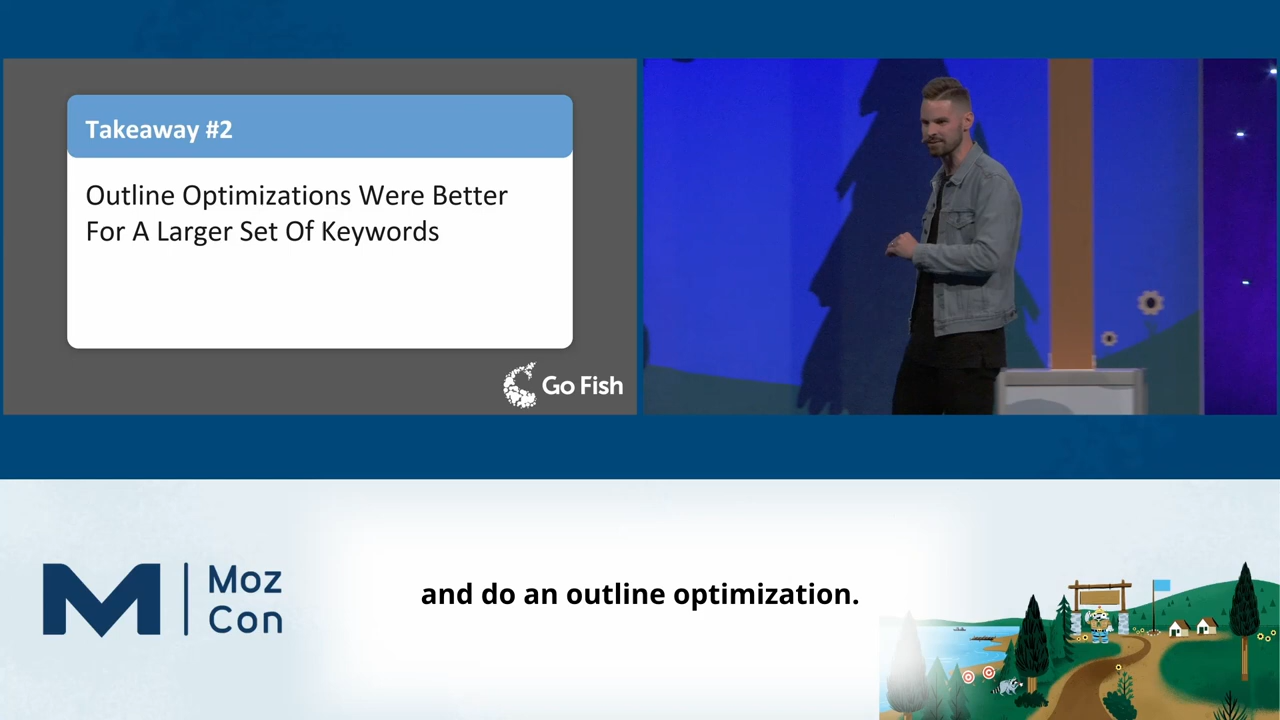 Takeaway #2
Outline Optimizations Were Better
For A Larger Set Of Keywords
Go Fish
Moz
Con
and do an outline optimization.